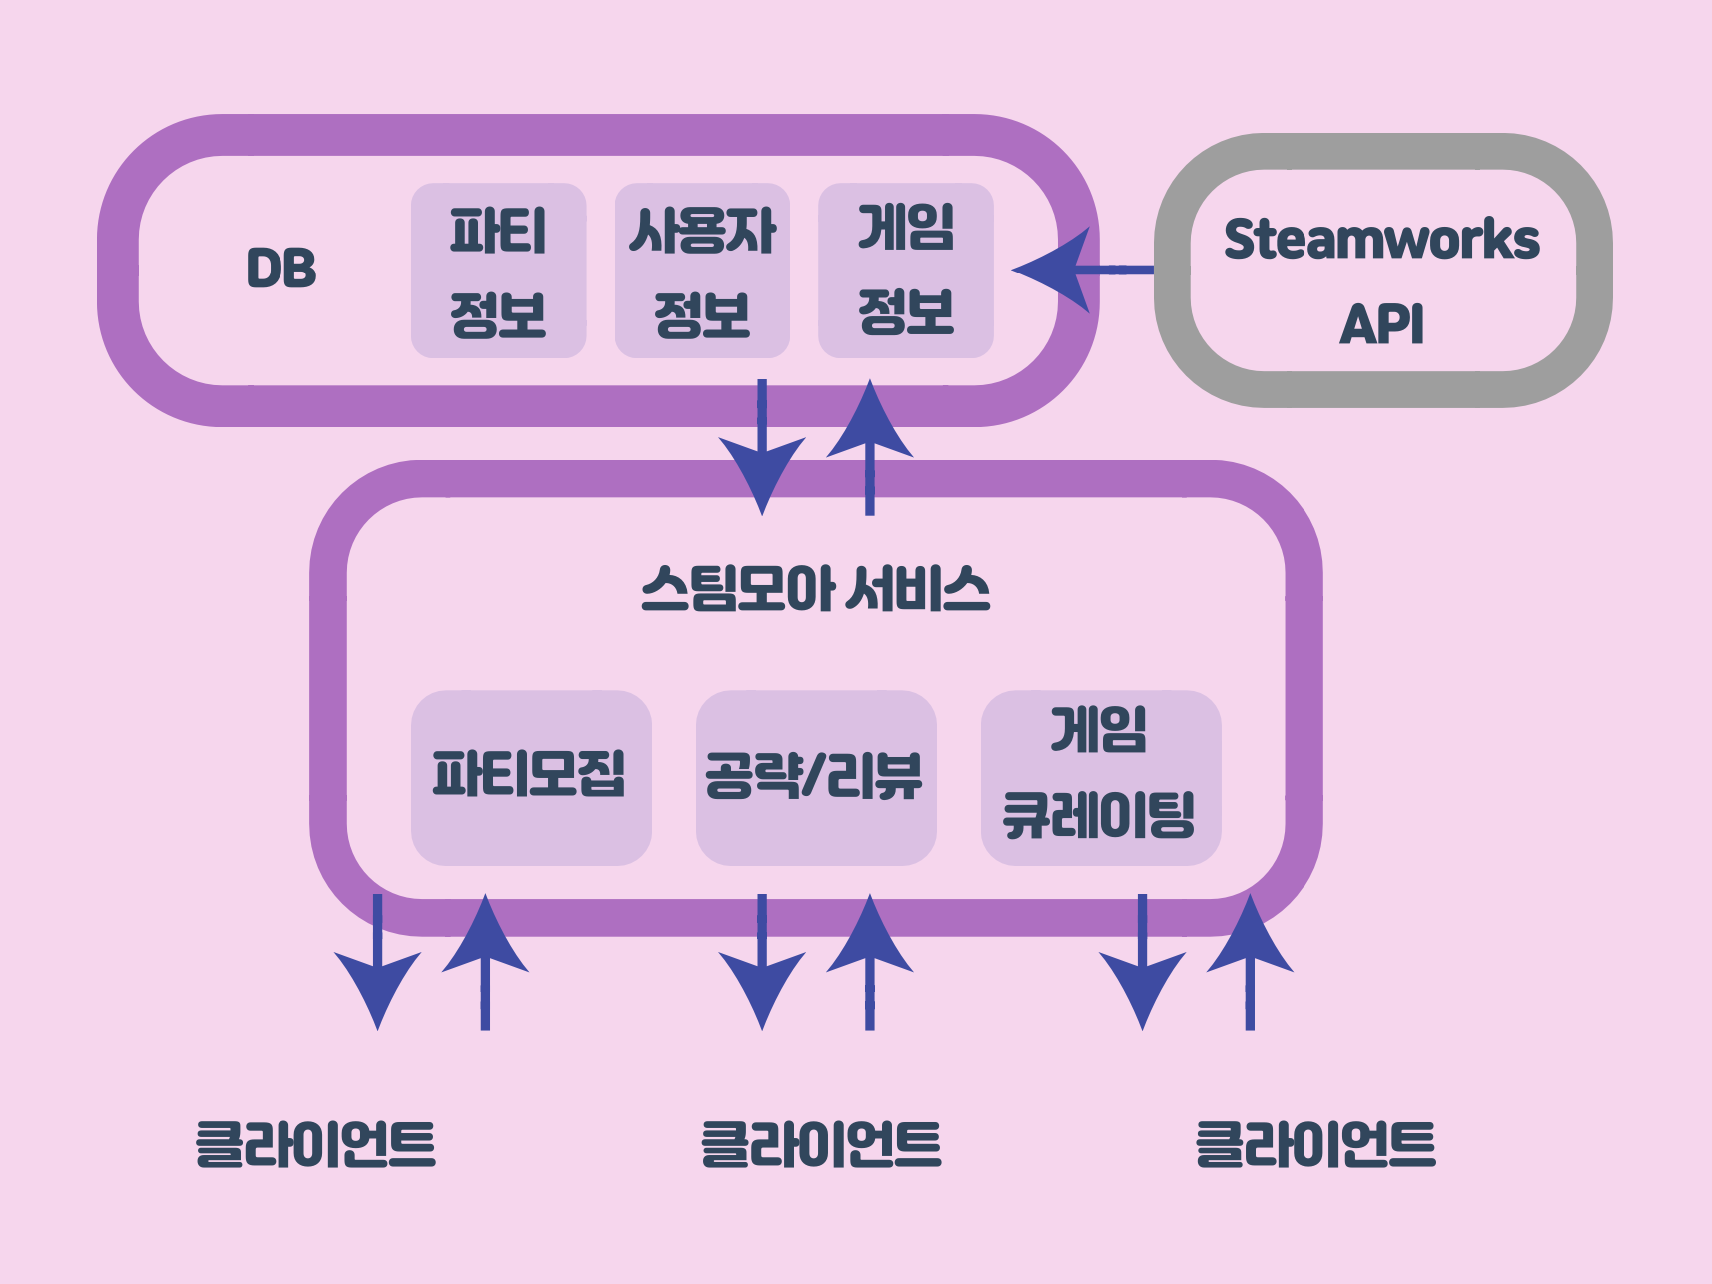 DB
파티
정보
사용자
정보
게임
정보
Steamworks
API
스팀모아 서비스
파티모집
공략/리뷰
게임
큐레이팅
클라이언트
클라이언트
클라이언트